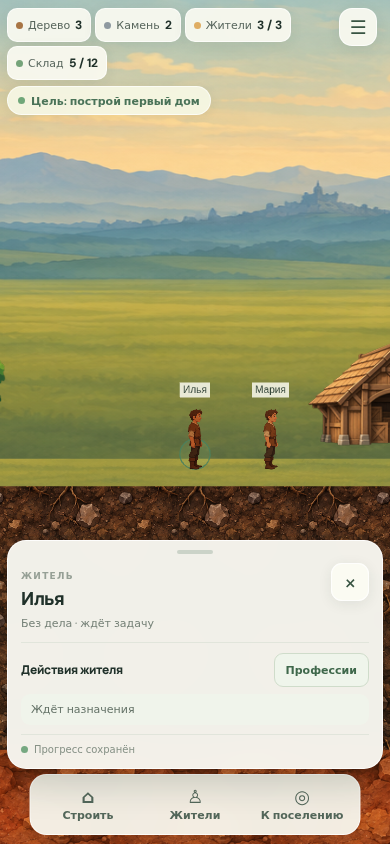 Дерево 3
Камень 2
Жители 3 / 3
Склад 5 / 12
Цель: построй первый дом
Илья
Мария
ЖИТЕЛЬ
Илья
Без дела · ждёт задачу
Действия жителя
Профессии
Ждёт назначения
Прогресс сохранён
Строить
Жители
К поселению